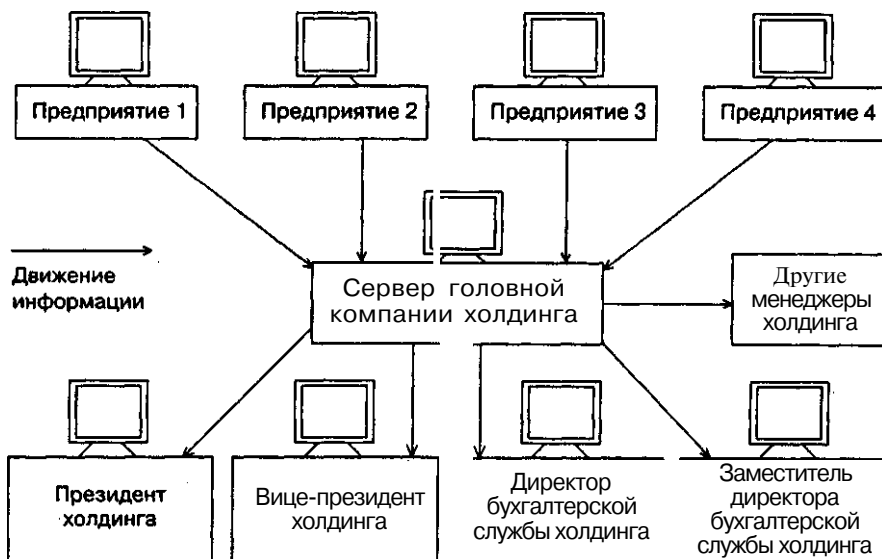 Предприятие 1
Предприятие 2
Предприятие 3
Предприятие 4
Движение
информации
Сервер головной
компании холдинга
Другие
менеджеры
холдинга
Президент
холдинга
Вице-президент
холдинга
Директор
бухгалтерской
службы холдинга
Заместитель
директора
бухгалтерской
службы холдинга